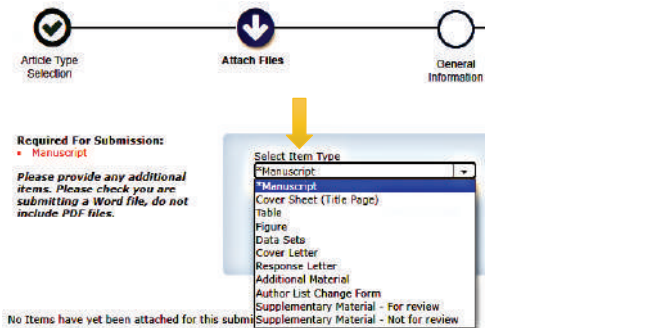 Article Type
Selection
Attach Files
General
Information
Required For Submission:
• Manuscript
Please provide any additional
items. Please check you are
submitting a Word file, do not
include PDF files.
Select Item Type
*Manuscript
*Manuscript
Cover Sheet (Title Page)
Table
Figure
Data Sets
Cover Letter
Response Letter
Additional Material
Author List Change Form
Supplementary Material - For review
Supplementary Material - Not for review
No Items have yet been attached for this submi